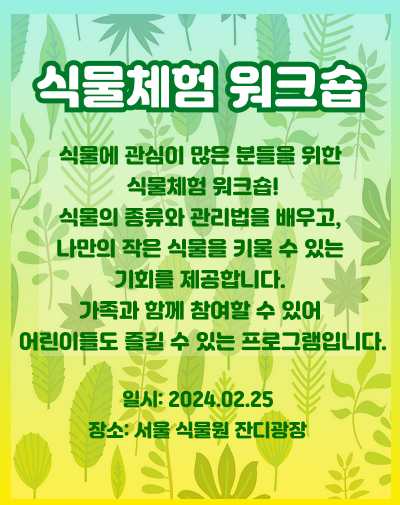 식물체험 워크숍
식물에 관심이 많은 분들을 위한
식물체험 워크숍!
식물의 종류와 관리법을 배우고,
나만의 작은 식물을 키울 수 있는
기회를 제공합니다.
가족과 함께 참여할 수 있어
어린이들도 즐길 수 있는 프로그램입니다.
일시: 2024.02.25
장소: 서울 식물원 잔디광장